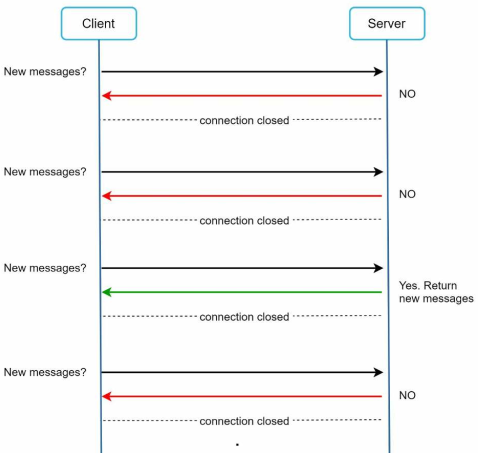 Client
Server
New messages?
NO
connection closed
New messages?
NO
connection closed
New messages?
Yes. Return
new messages
connection closed
New messages?
NO
connection closed